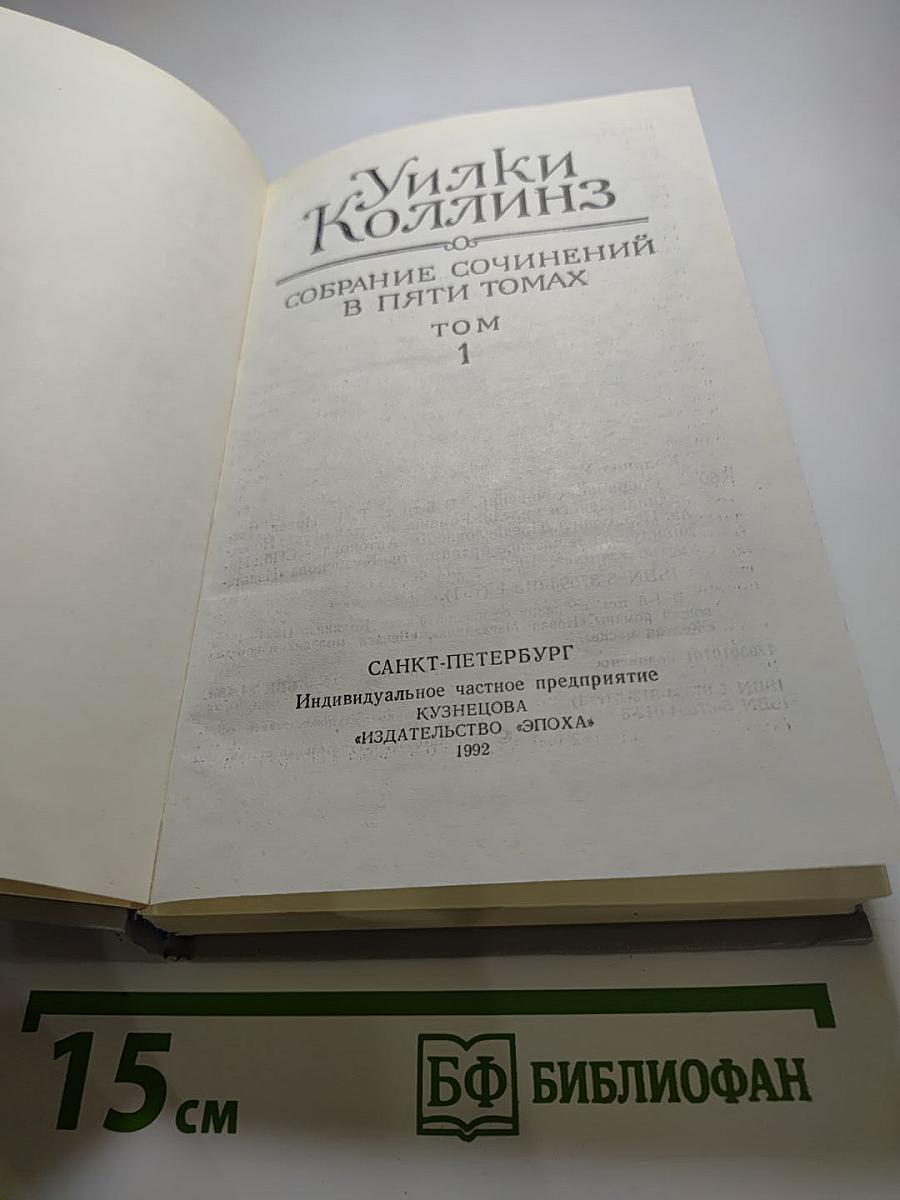 Уилки
Коллинз
СОБРАНИЕ СОЧИНЕНИЙ
В ПЯТИ ТОМАХ
ТОМ
1
САНКТ-ПЕТЕРБУРГ
Индивидуальное частное предприятие
КУЗНЕЦОВА
«ИЗДАТЕЛЬСТВО «ЭПОХА»
1992
15 см
БФ БИБЛИОФАН